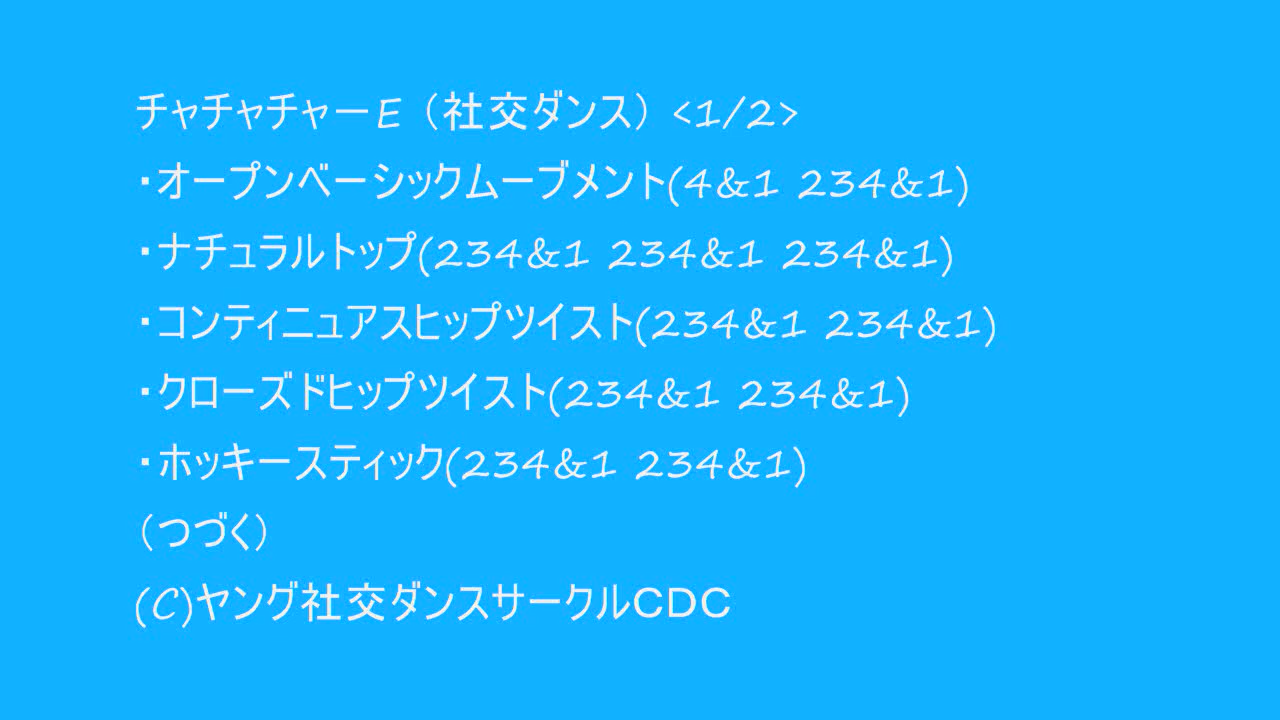 チャチャチャーE（社交ダンス）<1/2>
・オープンベーシックムーブメント(4&1 234&1)
・ナチュラルトップ(234&1 234&1 234&1)
・コンティニュアスヒップツイスト(234&1 234&1)
・クローズドヒップツイスト(234&1 234&1)
・ホッキースティック(234&1 234&1)
（つづく）
(C)ヤング社交ダンスサークルCDC